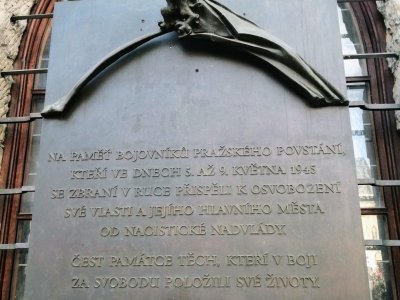 NA PAMĚŤ BOJOVNÍKŮ PRAŽSKÉHO POVSTÁNÍ,
KTEŘÍ VE DNECH 5. AŽ 9. KVĚTNA 1945
SE ZBRANÍ V RUCE PŘISPĚLI K OSVOBOZENÍ
SVÉ VLASTI A JEJÍHO HLAVNÍHO MĚSTA
OD NACISTICKÉ NADVLÁDY.
ČEST PAMÁTCE TĚCH, KTEŘÍ V BOJI
ZA SVOBODU POLOŽILI SVÉ ŽIVOTY.